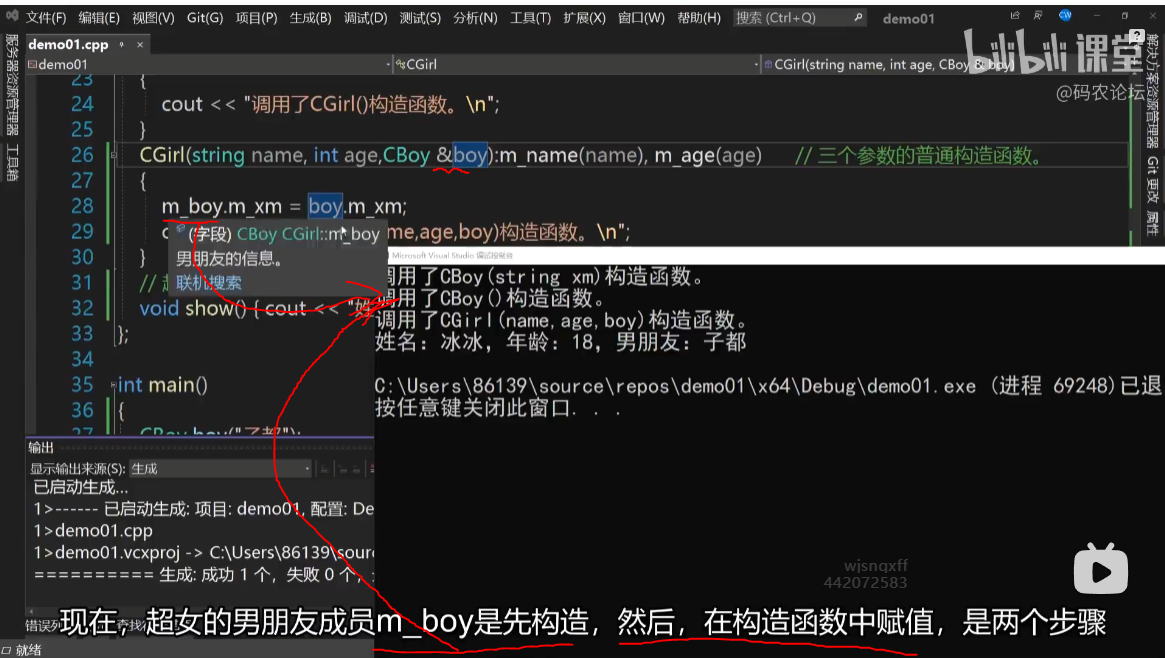 文件(F) 编辑(E) 视图(V) Git(G) 项目(P) 生成(B) 调试(D) 测试(S) 分析(N) 工具(T) 扩展(X) 窗口(W) 帮助(H) 搜索 (Ctrl+Q) demo01
CW
demo01.cpp
bilibili 课堂
demo01 CGirl CGirl(string name, int age, CBoy & boy)
@码农论坛
服务器资源管理器 工具箱
解决方案资源管理器 Git 更改 属性
23 {
24 cout << "调用了CGirl()构造函数。\n";
25 }
26 CGirl(string name, int age,CBoy &boy):m_name(name), m_age(age) // 三个参数的普通构造函数。
27 {
28 m_boy.m_xm = boy.m_xm;
29 me,age,boy)构造函数。\n";
(字段) CBoy CGirl::m_boy
男朋友的信息。
联机搜索
30 }
31 //
32 void show() { cout << "姓
33 };
34
35 int main()
36 {
37 CBoy boy("子都");
Microsoft Visual Studio 调试控制台
调用了CBoy(string xm)构造函数。
调用了CBoy()构造函数。
调用了CGirl(name,age,boy)构造函数。
姓名：冰冰，年龄：18，男朋友：子都
C:\Users\86139\source\repos\demo01\x64\Debug\demo01.exe (进程 69248)已退
按任意键关闭此窗口. . .
输出
显示输出来源(S): 生成
已启动生成...
1>------ 已启动生成: 项目: demo01, 配置: De
1>demo01.cpp
1>demo01.vcxproj -> C:\Users\86139\sour
========== 生成: 成功 1 个，失败 0 个，
wjsnqxff
442072583
现在，超女的男朋友成员m_boy是先构造，然后，在构造函数中赋值，是两个步骤
就绪